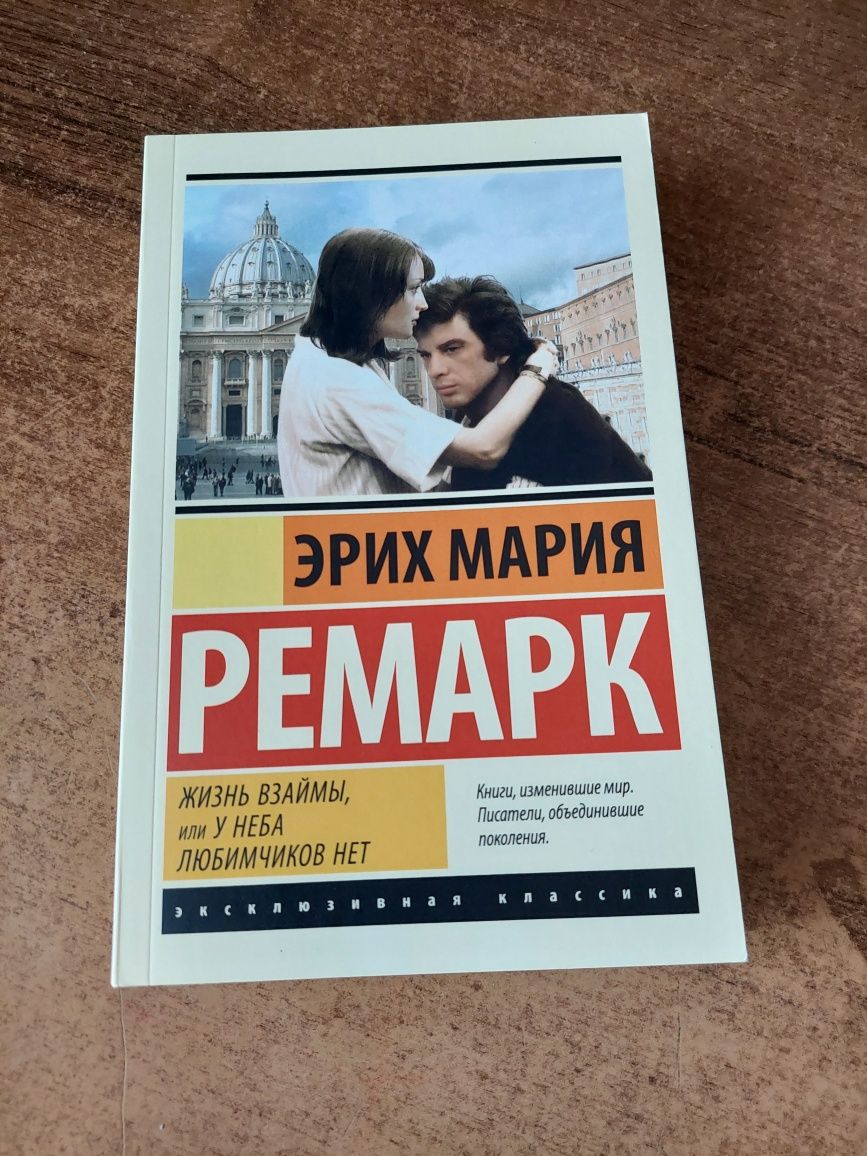 ЭРИХ МАРИЯ
РЕМАРК
ЖИЗНЬ ВЗАЙМЫ,
или У НЕБА
ЛЮБИМЧИКОВ НЕТ
Книги, изменившие мир.
Писатели, объединившие
поколения.
эксклюзивная классика